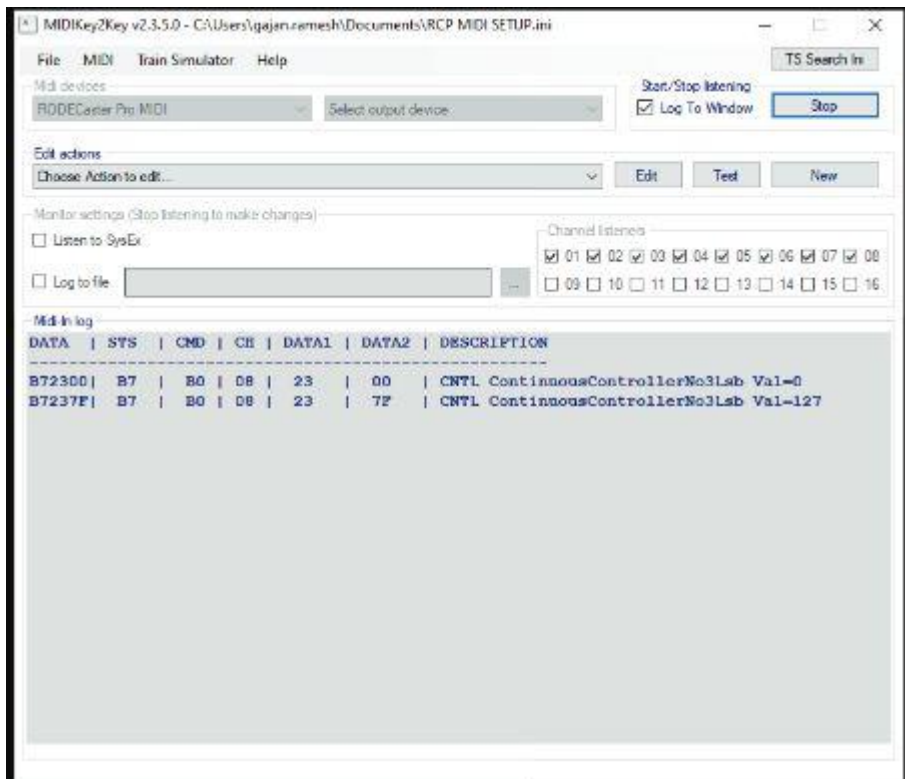 MIDIKey2Key v2.3.5.0 - C:\Users\gajan.ramesh\Documents\RCP MIDI SETUP.ini
File MIDI Train Simulator Help TS Search In
Midi devices Start/Stop listening
RODECaster Pro MIDI Select output device Log To Window Stop
Edit actions
Choose Action to edit... Edit Test New
Monitor settings (Stop listening to make changes) Channel listeners
Listen to SysEx
01 02 03 04 05 06 07 08
Log to file ... 09 10 11 12 13 14 15 16
Midi-In log
DATA | STS | CMD | CH | DATA1 | DATA2 | DESCRIPTION
B72300| B7 | B0 | 08 | 23 | 00 | CNTL ContinuousControllerNo3Lsb Val=0
B7237F| B7 | B0 | 08 | 23 | 7F | CNTL ContinuousControllerNo3Lsb Val=127